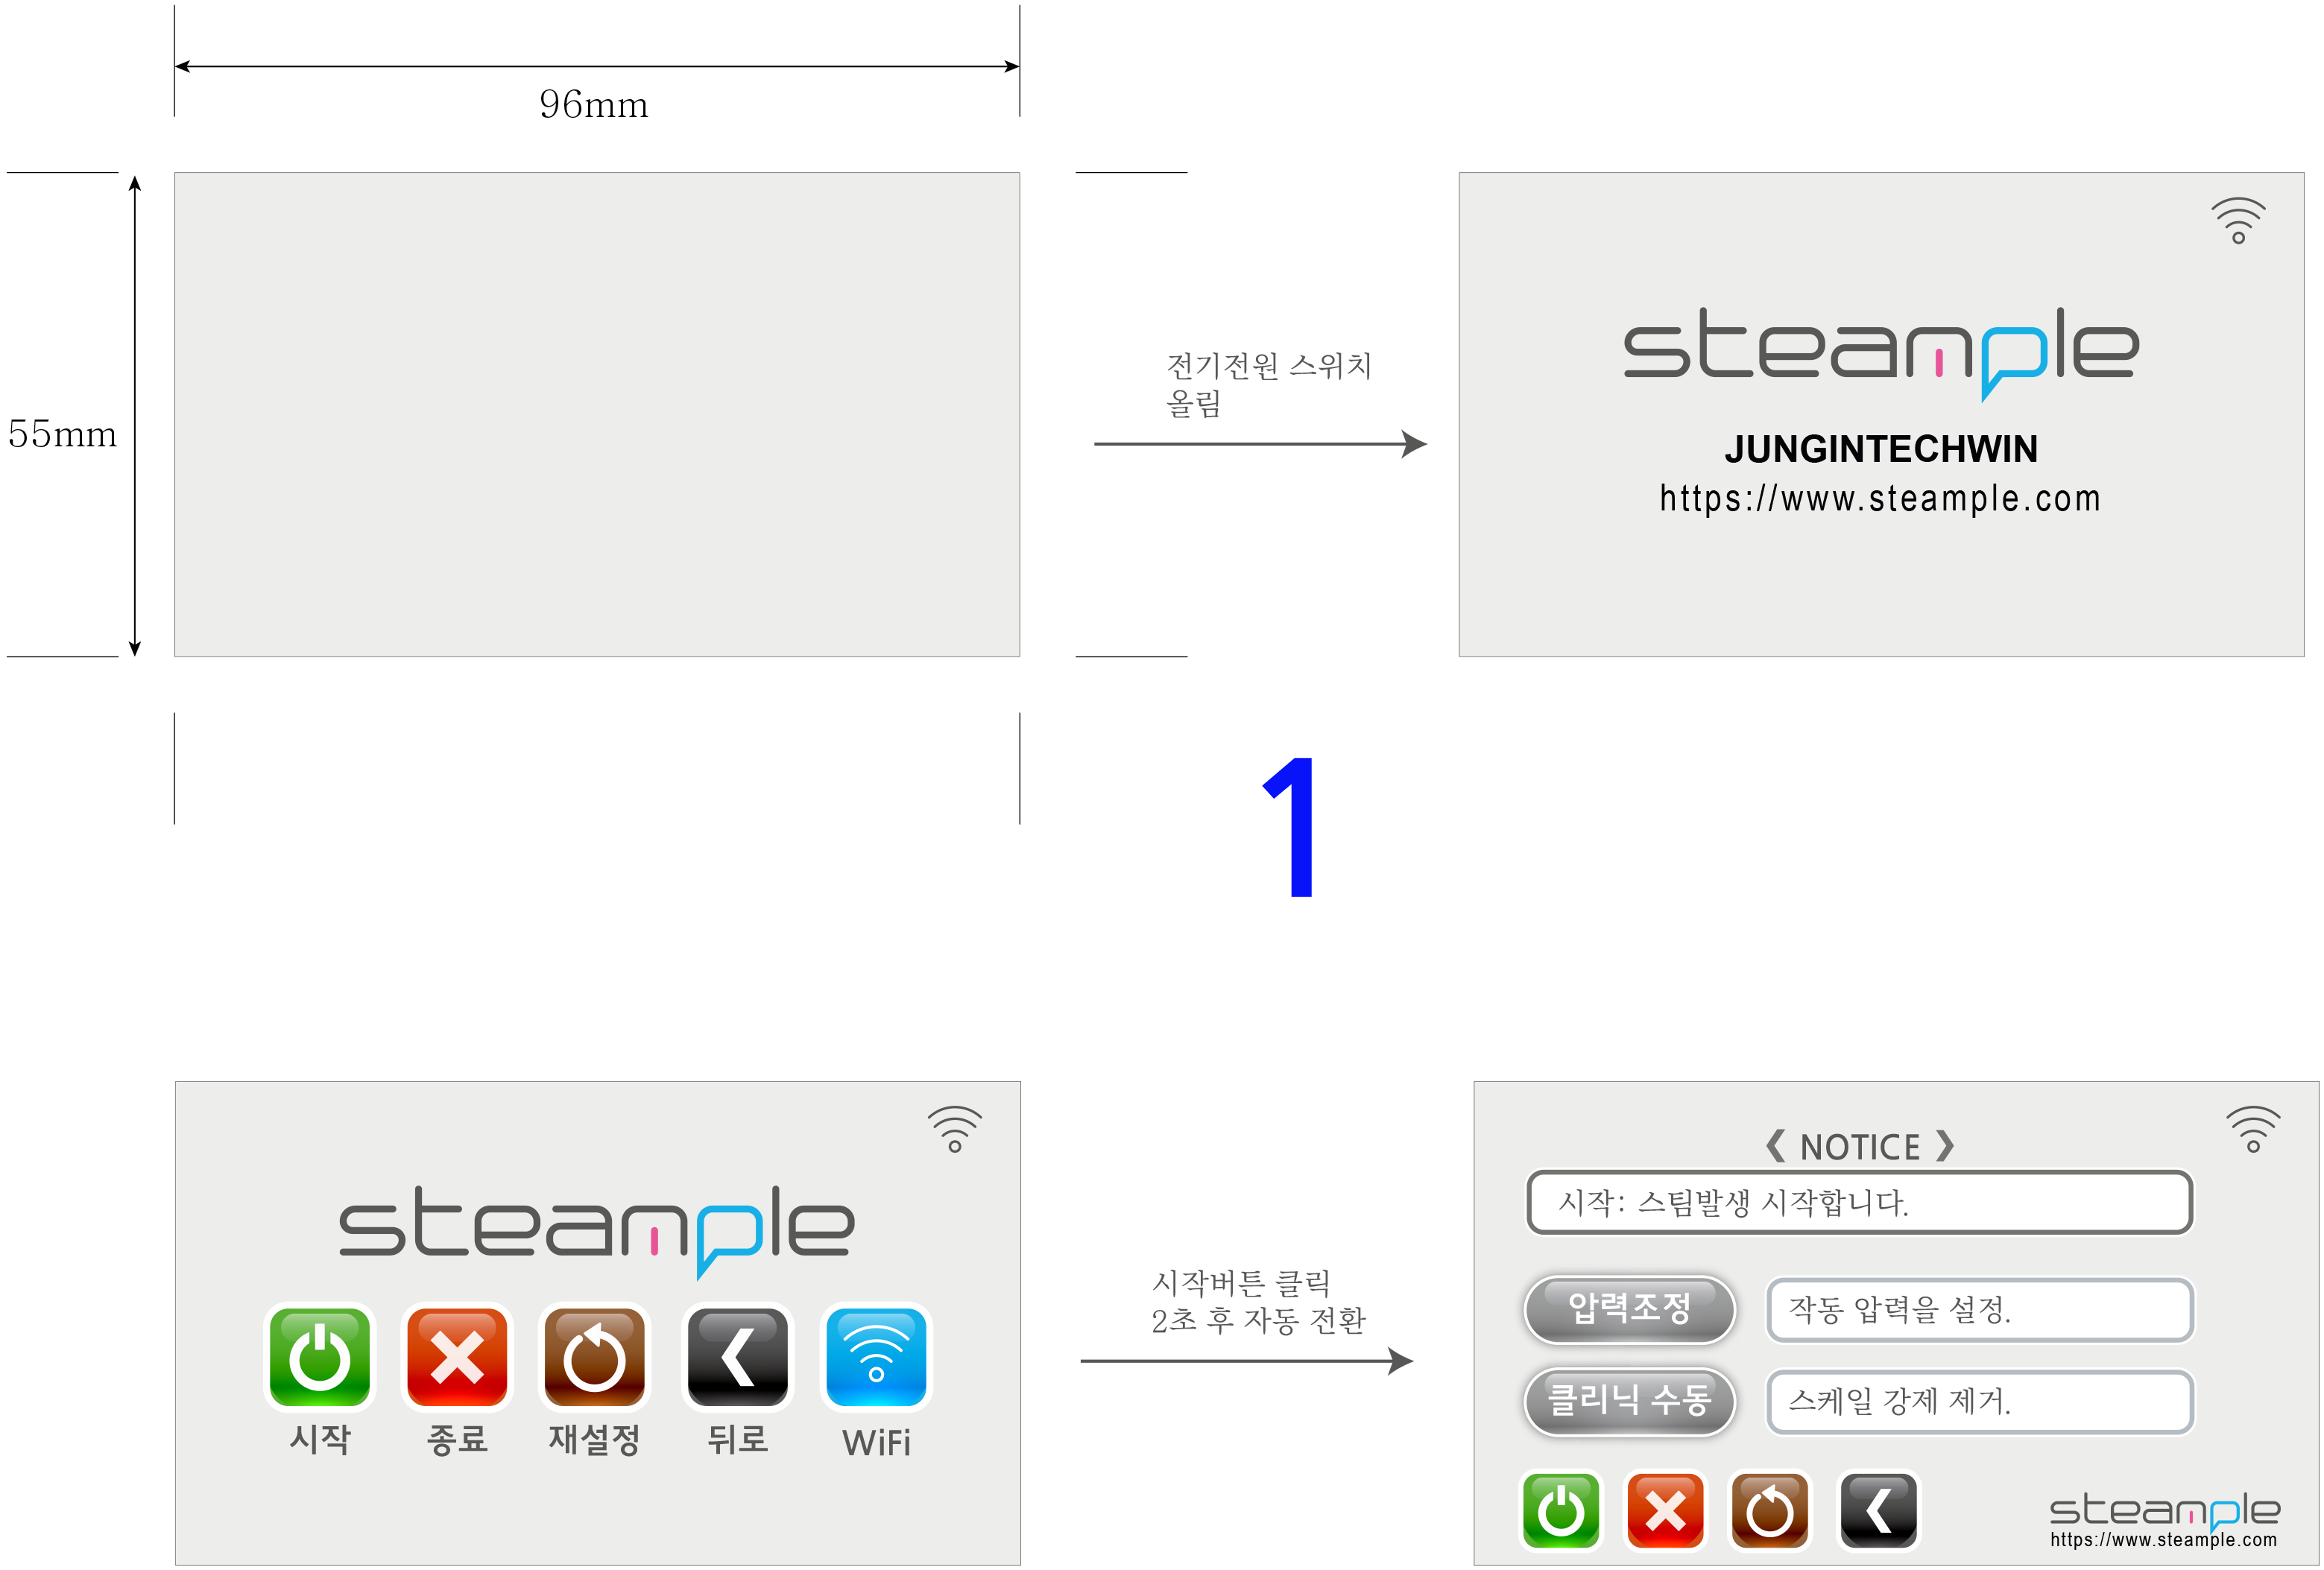 96mm
55mm
전기전원 스위치
올림
steample
JUNGINTECHWIN
https://www.steample.com
1
steample
시작
종료
재설정
뒤로
WiFi
시작버튼 클릭
2초 후 자동 전환
❮ NOTICE ❯
시작: 스팀발생 시작합니다.
압력조정
작동 압력을 설정.
클리닉 수동
스케일 강제 제거.
steample
https://www.steample.com